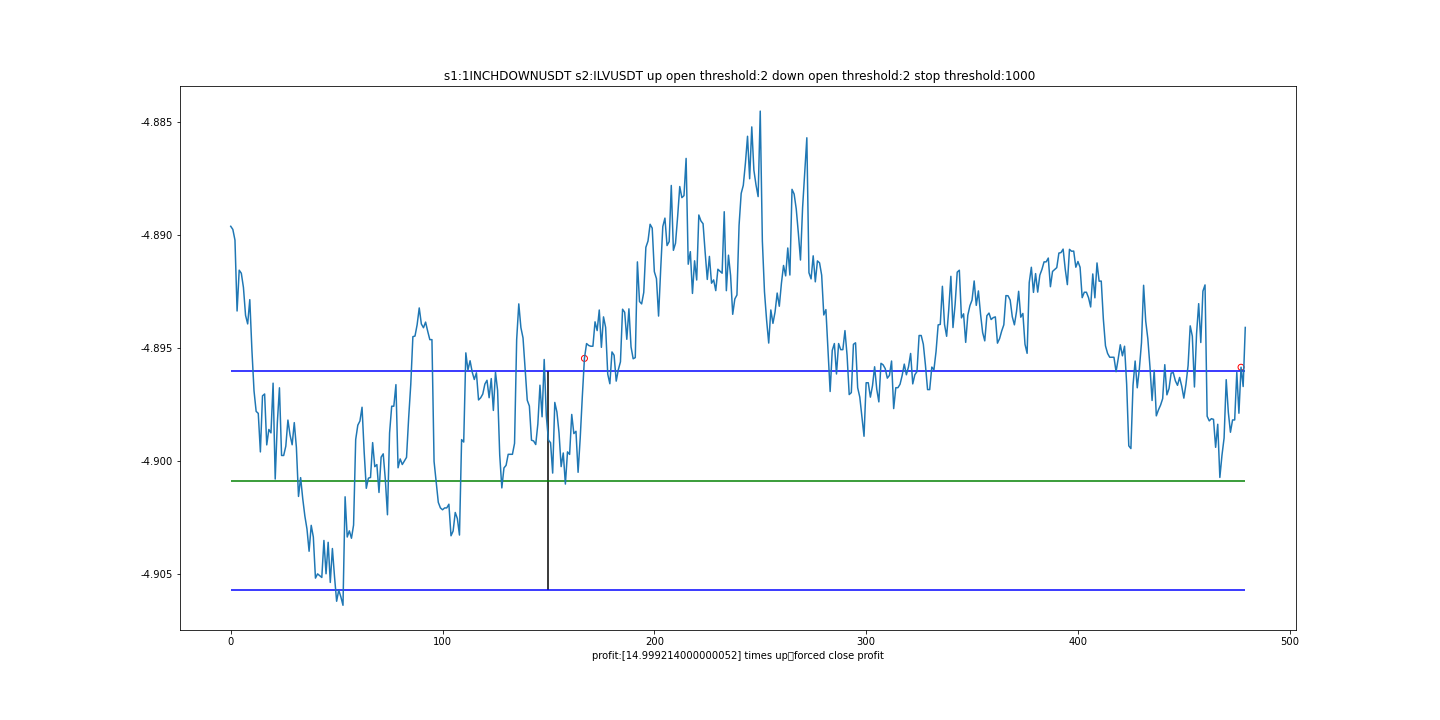 s1:1INCHDOWNUSDT s2:ILVUSDT up open threshold:2 down open threshold:2 stop threshold:1000
-4.885
-4.890
-4.895
-4.900
-4.905
0 100 200 300 400 500
profit:[14.999214000000052] times up▯forced close profit